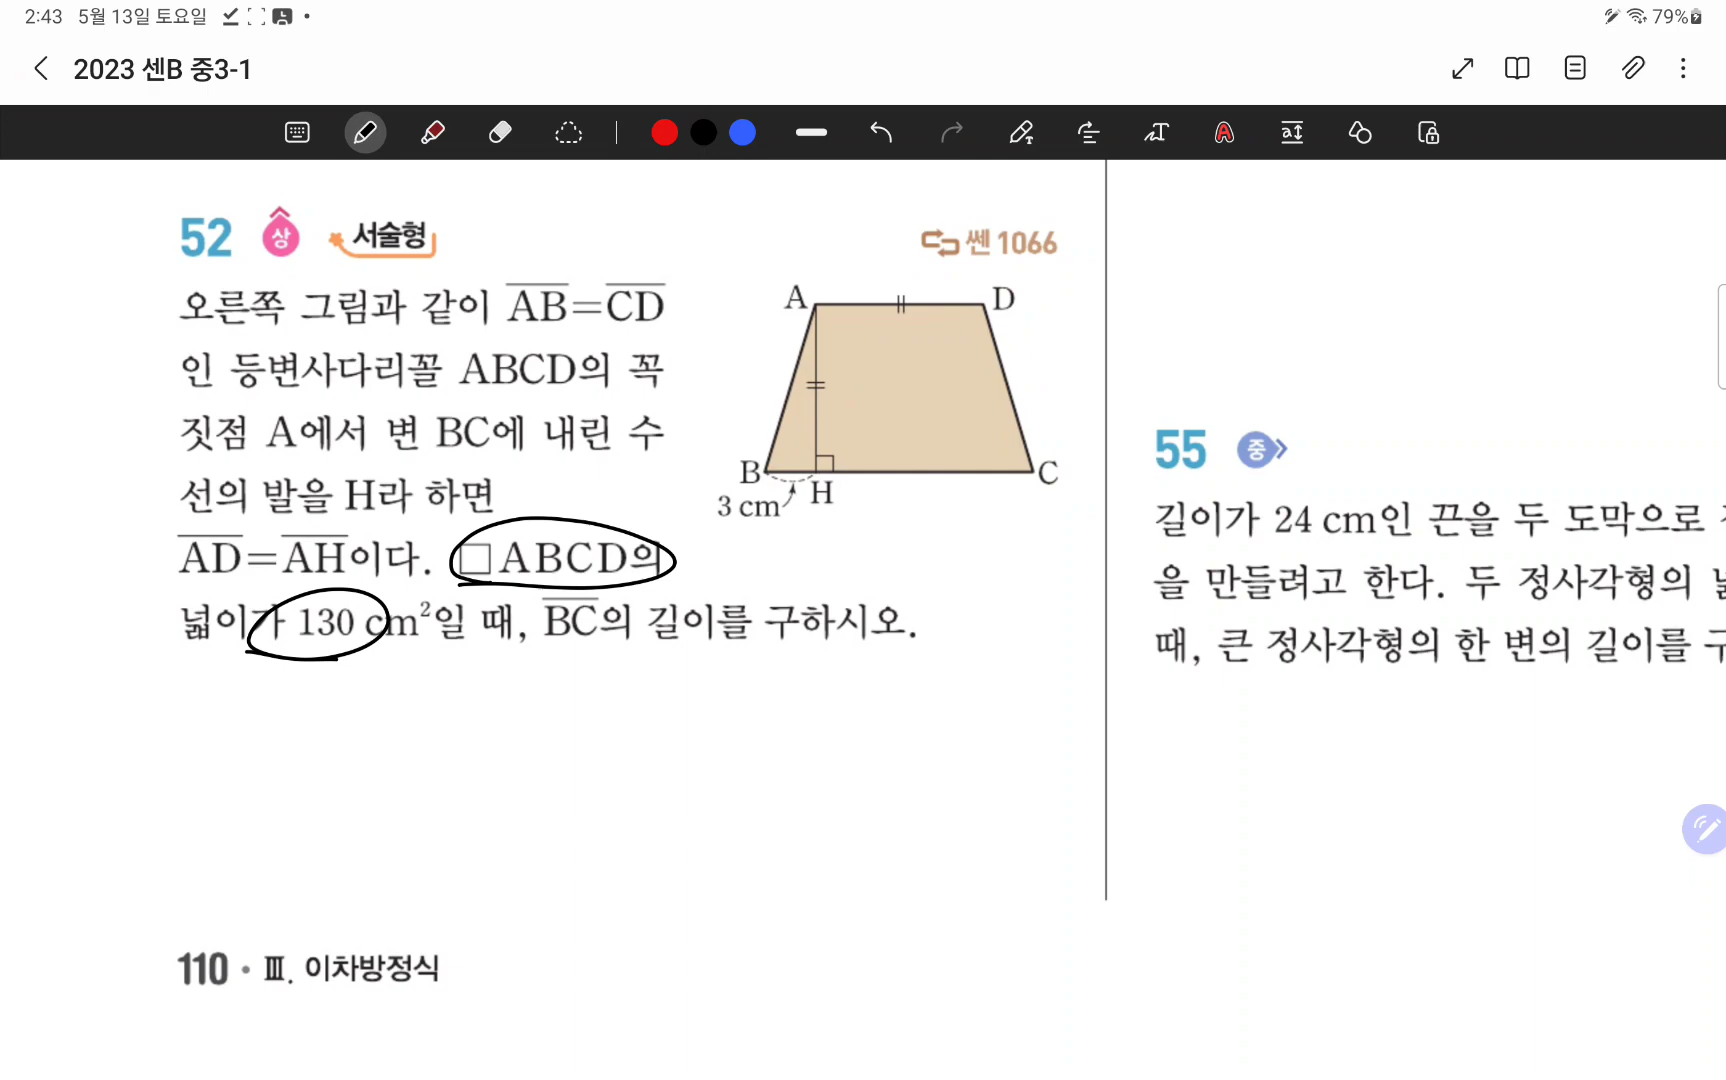 2:43 5월 13일 토요일
79%
2023 센B 중3-1
52 상 서술형
쎈 1066
오른쪽 그림과 같이 AB=CD
인 등변사다리꼴 ABCD의 꼭
짓점 A에서 변 BC에 내린 수
선의 발을 H라 하면
AD=AH이다. □ABCD의
넓이가 130 cm²일 때, BC의 길이를 구하시오.
A D
B H C
3 cm
110 • Ⅲ. 이차방정식
55 중
길이가 24 cm인 끈을 두 도막으로
을 만들려고 한다. 두 정사각형의
때, 큰 정사각형의 한 변의 길이를